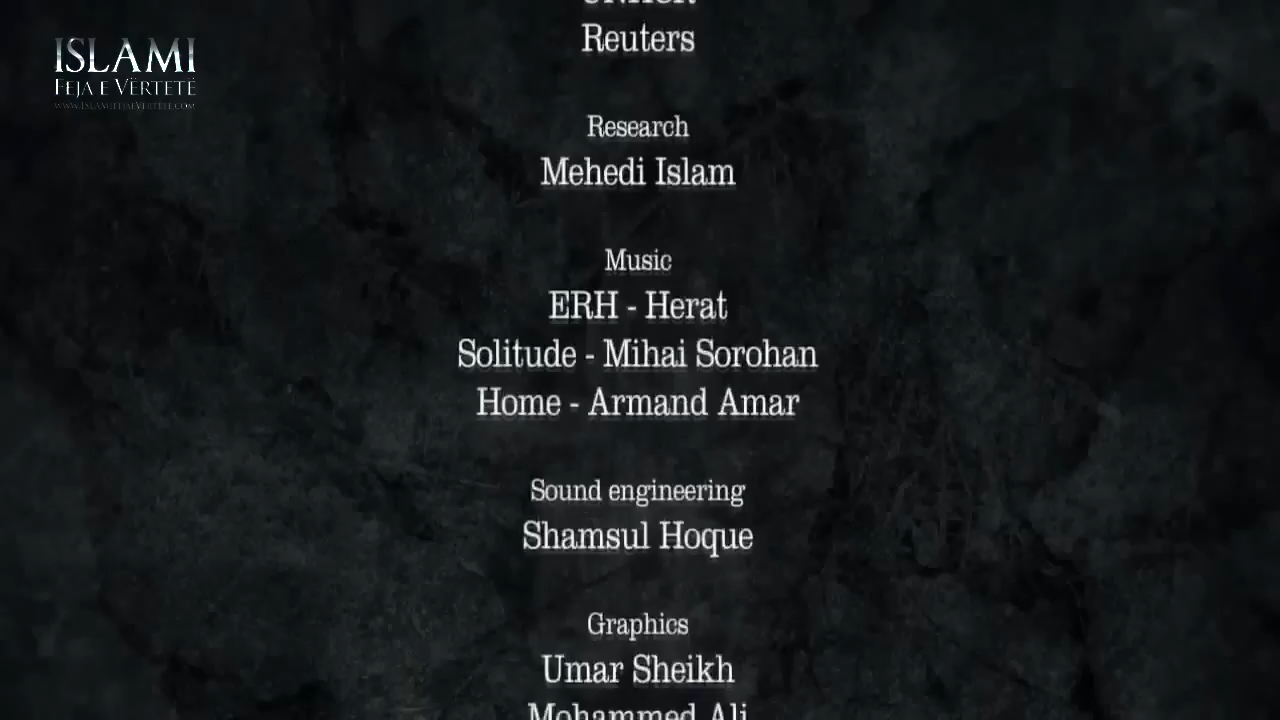 ISLAMI
FEJA E VËRTETË
Reuters
Research
Mehedi Islam
Music
ERH - Herat
Solitude - Mihai Sorohan
Home - Armand Amar
Sound engineering
Shamsul Hoque
Graphics
Umar Sheikh
Mohammed Ali